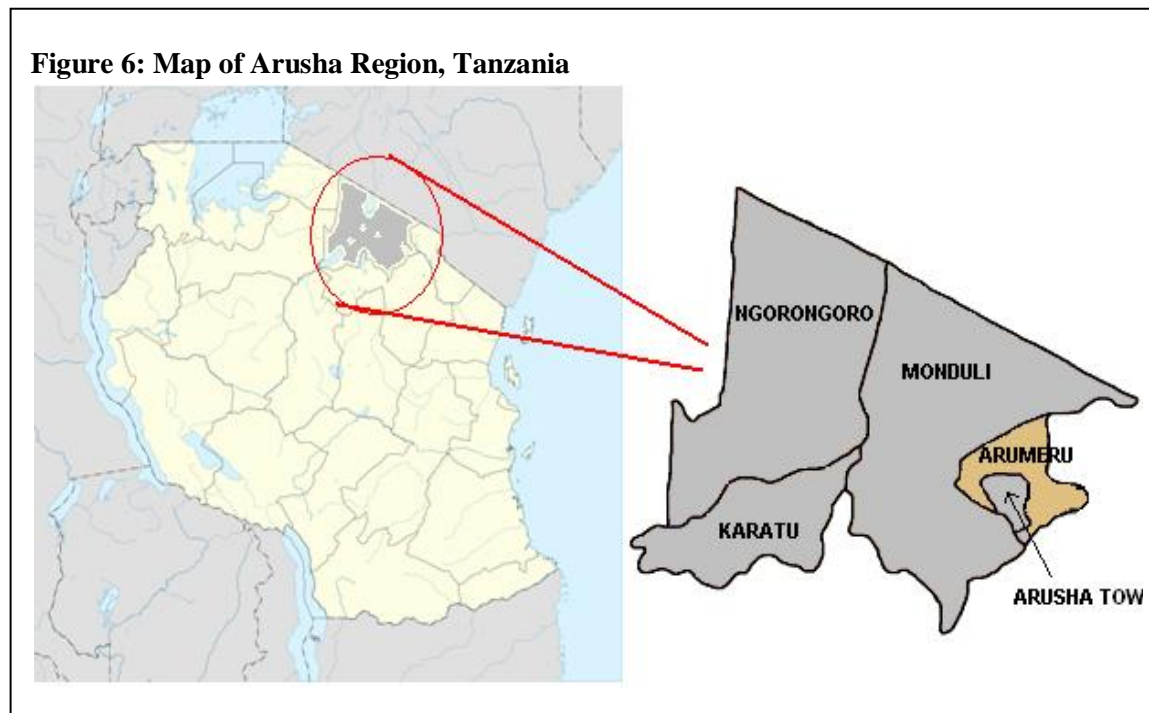 Figure 6: Map of Arusha Region, Tanzania
NGORONGORO
MONDULI
ARUMERU
KARATU
ARUSHA TOW